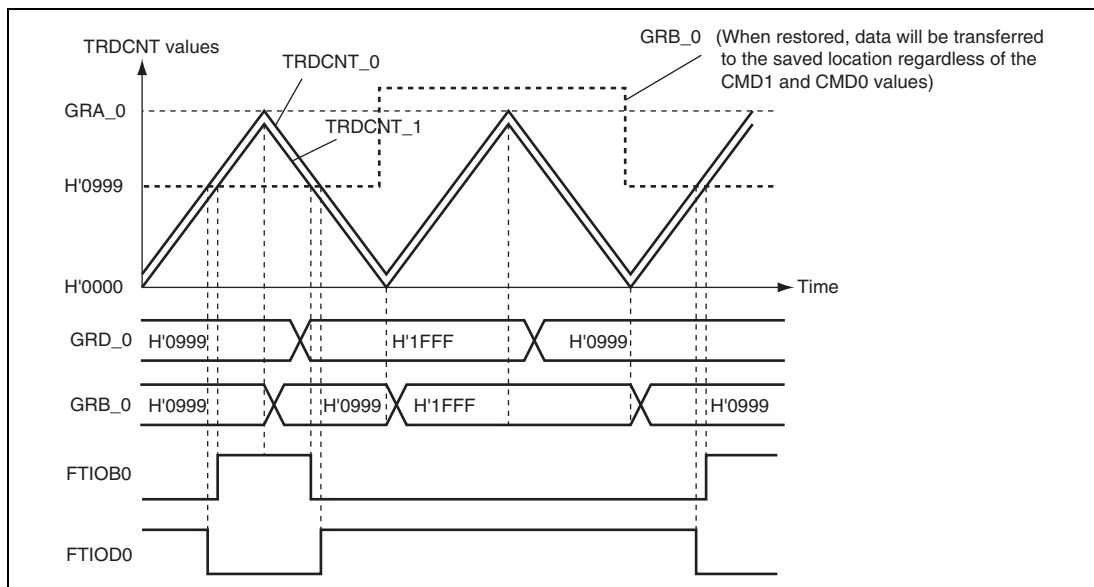 GRB_0 (When restored, data will be transferred
to the saved location regardless of the
CMD1 and CMD0 values)
TRDCNT values
TRDCNT_0
GRA_0
TRDCNT_1
H'0999
H'0000
Time
GRD_0 H'0999 H'1FFF H'0999
GRB_0 H'0999 H'0999 H'1FFF H'0999
FTIOB0
FTIOD0